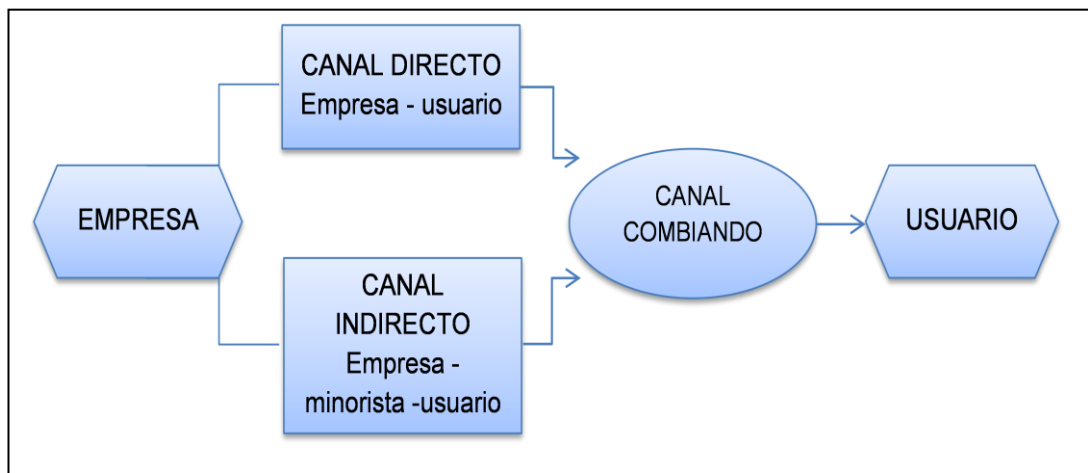 CANAL DIRECTO
Empresa - usuario
EMPRESA
CANAL
INDIRECTO
Empresa -
minorista -usuario
CANAL
COMBIANDO
USUARIO